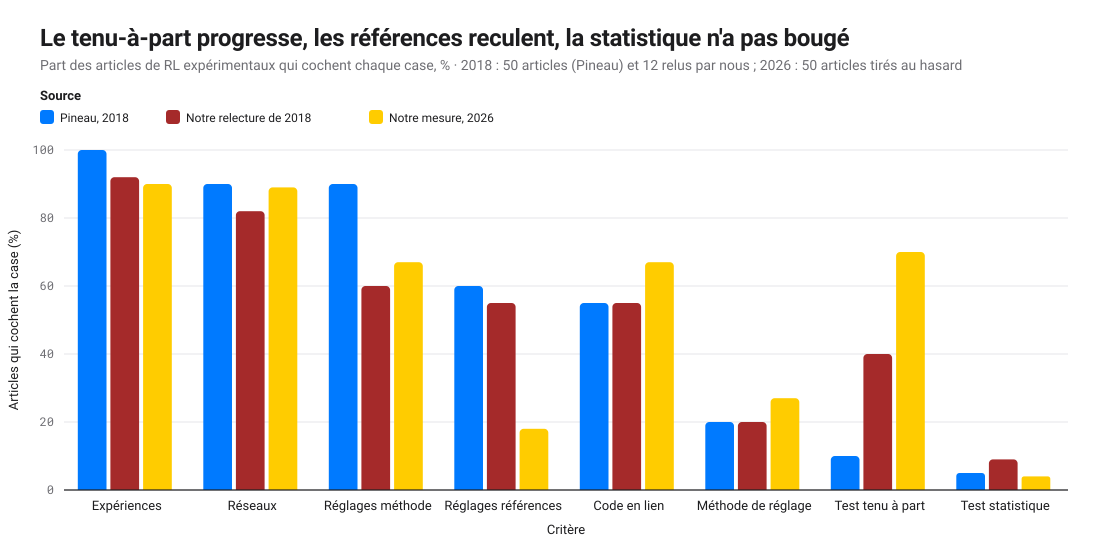 Le tenu-à-part progresse, les références reculent, la statistique n'a pas bougé
Part des articles de RL expérimentaux qui cochent chaque case, % · 2018 : 50 articles (Pineau) et 12 relus par nous ; 2026 : 50 articles tirés au hasard
Source
Pineau, 2018 Notre relecture de 2018 Notre mesure, 2026
Articles qui cochent la case (%)
100
80
60
40
20
0
Expériences Réseaux Réglages méthode Réglages références Code en lien Méthode de réglage Test tenu à part Test statistique
Critère